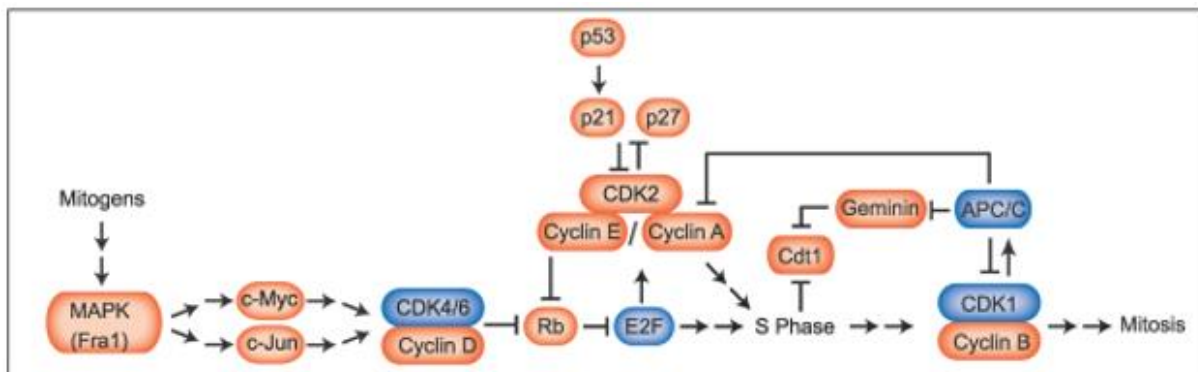 p53
p21
p27
CDK2
Cyclin E / Cyclin A
Mitogens
MAPK
(Fra1)
c-Myc
c-Jun
CDK4/6
Cyclin D
Rb
E2F
S Phase
Cdt1
Geminin
APC/C
CDK1
Cyclin B
Mitosis